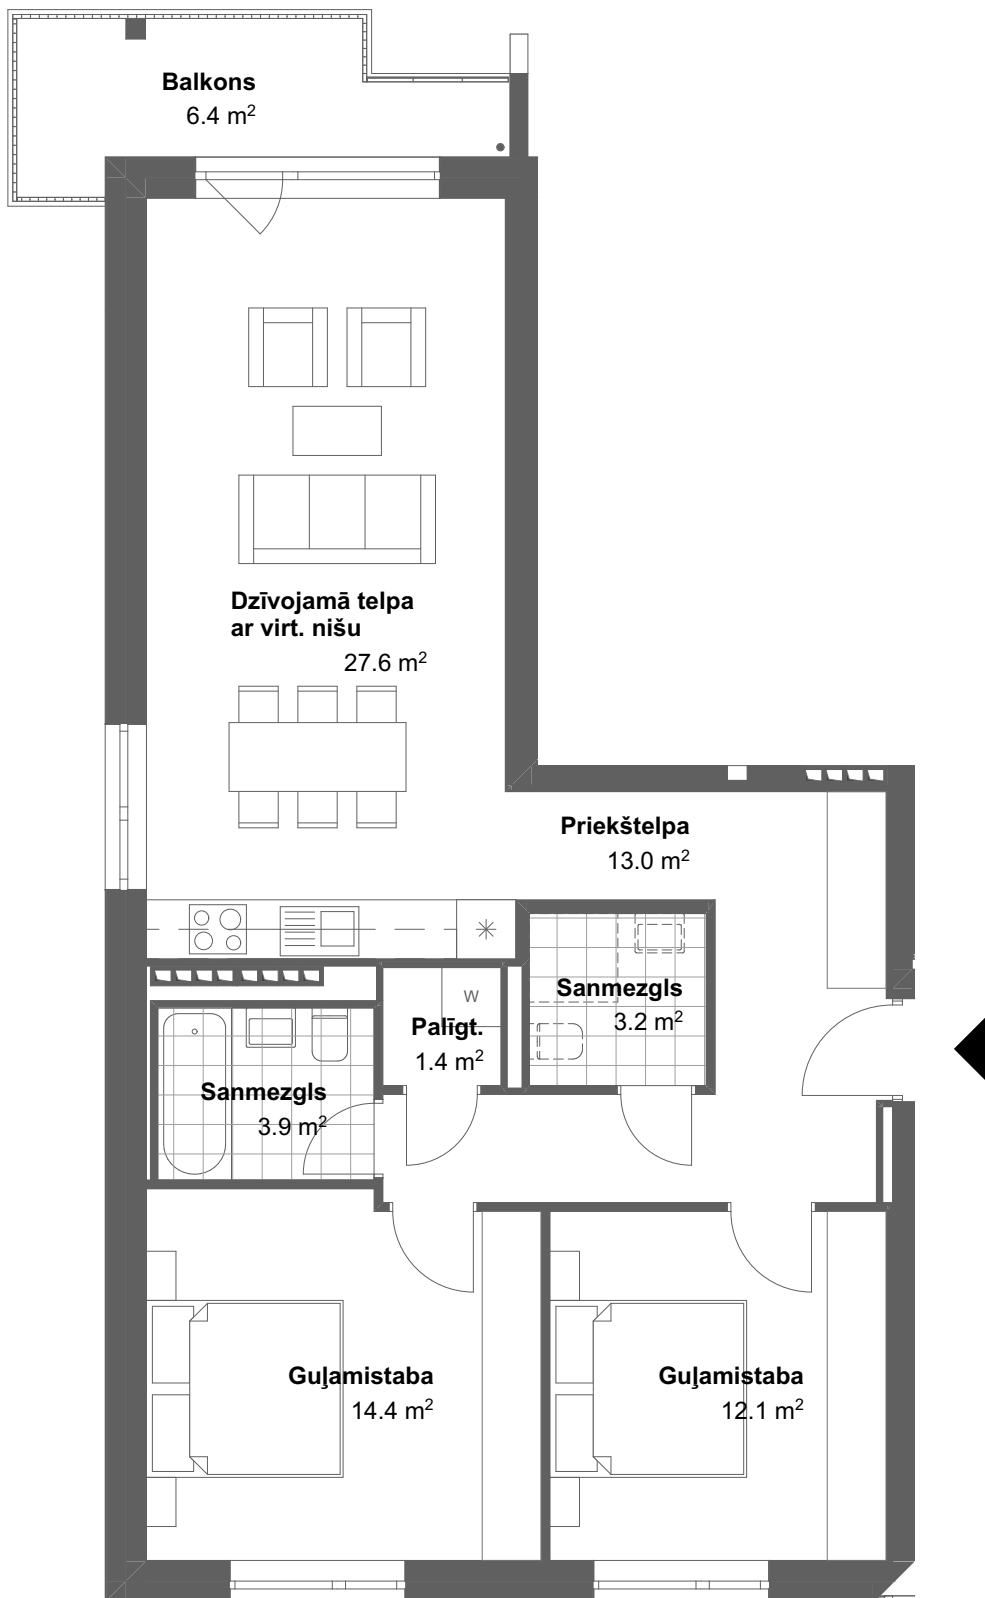 Balkons
6.4 m²
Dzīvojamā telpa
ar virt. nišu
27.6 m²
Priekštelpa
13.0 m²
Sanmezgls
3.2 m²
W
Palīgt.
1.4 m²
Sanmezgls
3.9 m²
Guļamistaba
14.4 m²
Guļamistaba
12.1 m²